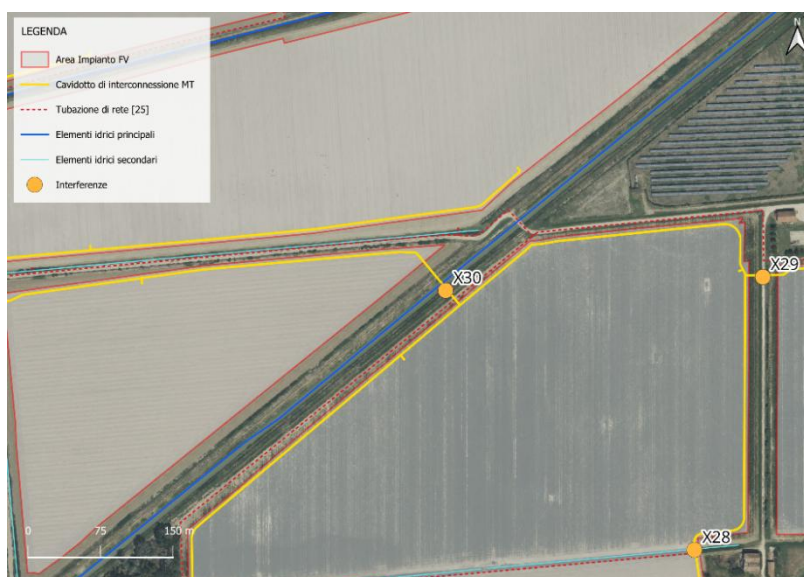 LEGENDA
Area Impianto FV
Cavidotto di interconnessione MT
Tubazione di rete [25]
Elementi idrici principali
Elementi idrici secondari
Interferenze
N
X29
X30
X28
0 75 150 m